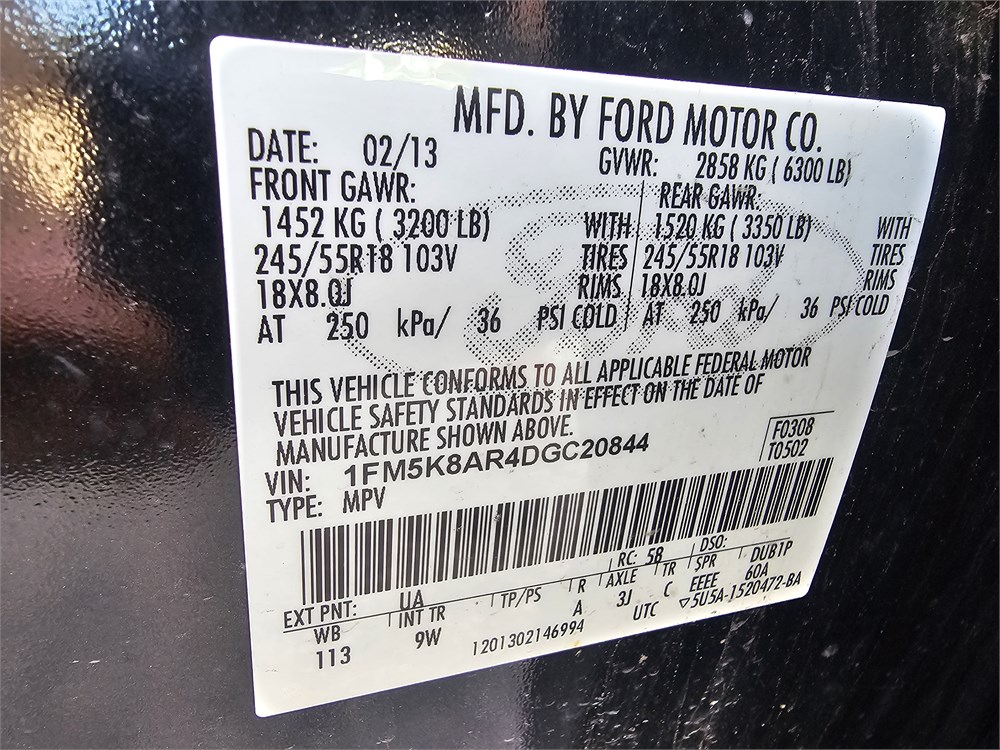 MFD. BY FORD MOTOR CO.
DATE: 02/13 GVWR: 2858 KG ( 6300 LB)
FRONT GAWR: REAR GAWR:
1452 KG ( 3200 LB) WITH 1520 KG ( 3350 LB) WITH
245/55R18 103V TIRES 245/55R18 103V TIRES
18X8.0J RIMS 18X8.0J RIMS
AT 250 kPa/ 36 PSI COLD AT 250 kPa/ 36 PSI COLD
THIS VEHICLE CONFORMS TO ALL APPLICABLE FEDERAL MOTOR
VEHICLE SAFETY STANDARDS IN EFFECT ON THE DATE OF
MANUFACTURE SHOWN ABOVE.
VIN: 1FM5K8AR4DGC20844
TYPE: MPV
F0308
T0502
EXT PNT: UA RC: 58 DSO:
WB INT TR TP/PS R AXLE TR SPR DUB1P
113 9W A 3J C EEEE 60A
1201302146994 UTC ▽5U5A-1520472-BA